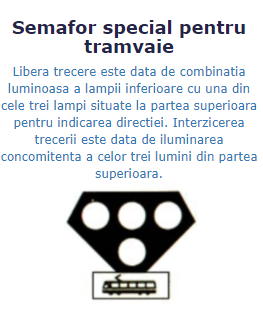 Semafor special pentru
tramvaie
Libera trecere este data de combinatia
luminoasa a lampii inferioare cu una din
cele trei lampi situate la partea superioara
pentru indicarea directiei. Interzicerea
trecerii este data de iluminarea
concomitenta a celor trei lumini din partea
superioara.